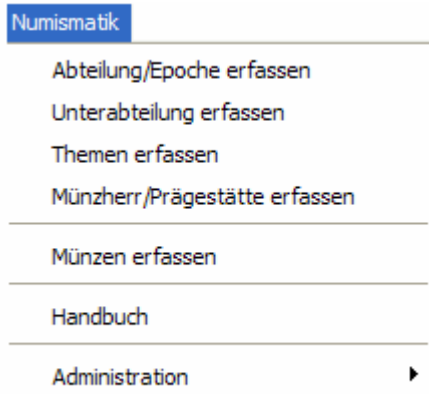 Numismatik
Abteilung/Epoche erfassen
Unterabteilung erfassen
Themen erfassen
Münzherr/Prägestätte erfassen
Münzen erfassen
Handbuch
Administration